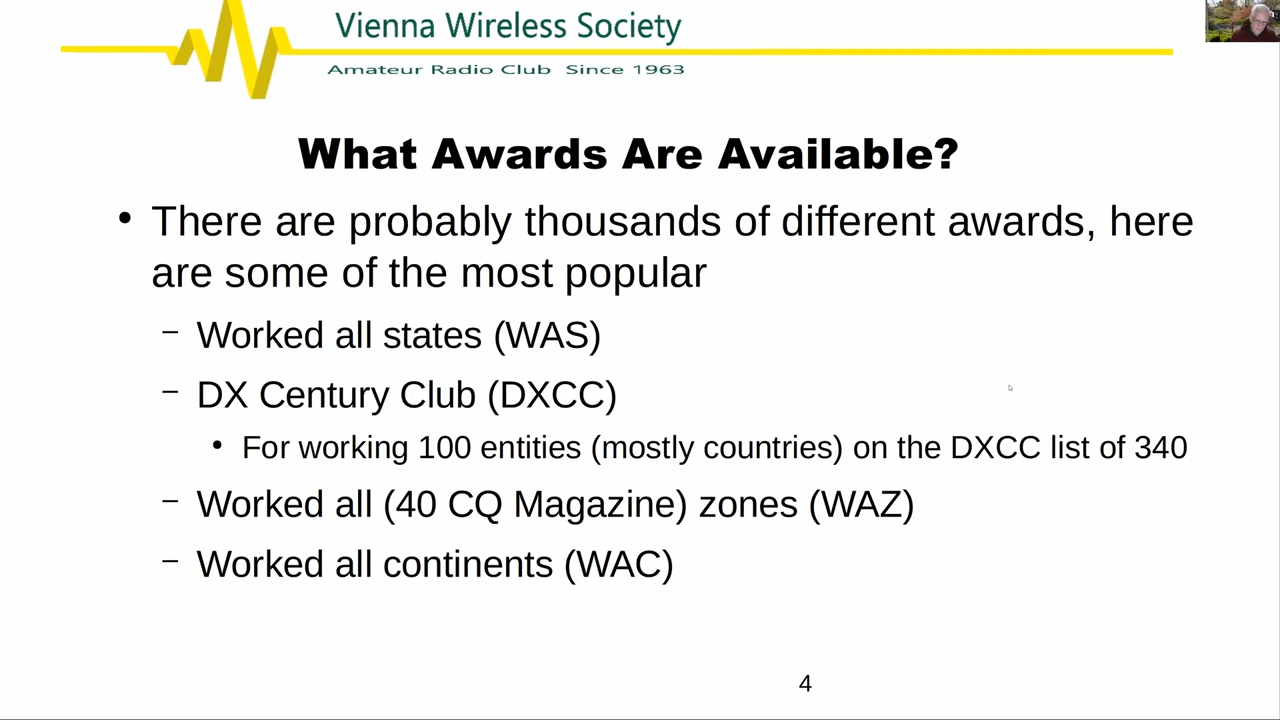 Vienna Wireless Society
Amateur Radio Club Since 1963
What Awards Are Available?
• There are probably thousands of different awards, here
are some of the most popular
– Worked all states (WAS)
– DX Century Club (DXCC)
• For working 100 entities (mostly countries) on the DXCC list of 340
– Worked all (40 CQ Magazine) zones (WAZ)
– Worked all continents (WAC)
4